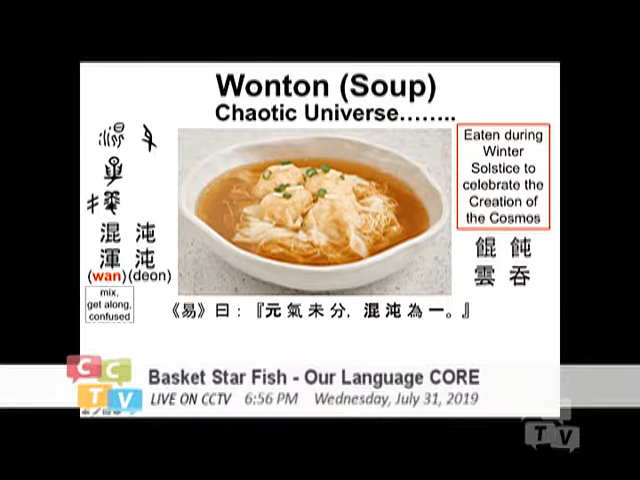 Wonton (Soup)
Chaotic Universe........
Eaten during
Winter
Solstice to
celebrate the
Creation of
the Cosmos
混 沌
渾 沌
(wan)(deon)
mix,
get along,
confused
餛 飩
雲 吞
《易》曰：『元氣未分，混沌為一。』
CCTV
Basket Star Fish - Our Language CORE
LIVE ON CCTV 6:56 PM Wednesday, July 31, 2019
TV